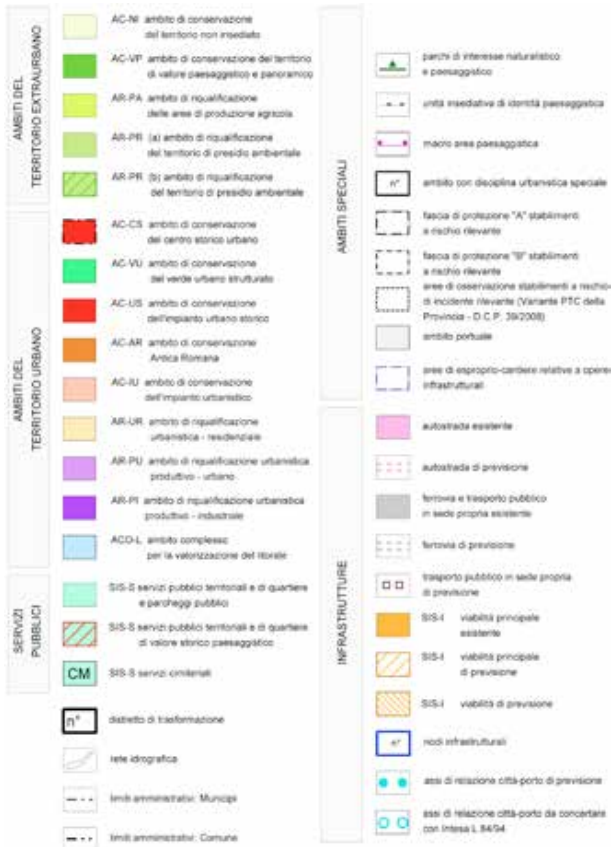 AMBITI DEL
TERRITORIO EXTRAURBANO
AC-NI ambito di conservazione
del territorio non insediato
AC-VP ambito di conservazione del territorio
di valore paesaggistico e panoramico
AR-PA ambito di riqualificazione
delle aree di produzione agricola
AR-PR (a) ambito di riqualificazione
del territorio di presidio ambientale
AR-PR (b) ambito di riqualificazione
del territorio di presidio ambientale
AMBITI DEL
TERRITORIO URBANO
AC-CS ambito di conservazione
del centro storico urbano
AC-VU ambito di conservazione
del verde urbano strutturato
AC-US ambito di conservazione
dell'impianto urbano storico
AC-AR ambito di conservazione
Antica Romana
AC-IU ambito di conservazione
dell'impianto urbanistico
AR-UR ambito di riqualificazione
urbanistica - residenziale
AR-PU ambito di riqualificazione urbanistica
produttivo - urbano
AR-PI ambito di riqualificazione urbanistica
produttivo - industriale
ACO-L ambito complesso
per la valorizzazione del litorale
SERVIZI
PUBBLICI
SIS-S servizi pubblici territoriali e di quartiere
e parcheggi pubblici
SIS-S servizi pubblici territoriali e di quartiere
di valore storico paesaggistico
CM SIS-S servizi cimiteriali
n° distretto di trasformazione
rete idrografica
limiti amministrativi: Municipi
limiti amministrativi: Comune
AMBITI SPECIALI
parchi di interesse naturalistico
e paesaggistico
unità insediativa di identità paesaggistica
macro area paesaggistica
n° ambito con disciplina urbanistica speciale
fascia di protezione "A" stabilimenti
a rischio rilevante
fascia di protezione "B" stabilimenti
a rischio rilevante
aree di osservazione stabilimenti a rischio
di incidente rilevante (Variante PTC della
Provincia - D.C.P. 39/2008)
ambito portuale
aree di esproprio-cantiere relative a opere
infrastrutturali
INFRASTRUTTURE
autostrada esistente
autostrada di previsione
ferrovia e trasporto pubblico
in sede propria esistente
ferrovia di previsione
trasporto pubblico in sede propria
di previsione
SIS-I viabilità principale
esistente
SIS-I viabilità principale
di previsione
SIS-I viabilità di previsione
n° nodi infrastrutturali
assi di relazione città-porto di previsione
assi di relazione città-porto da concertare
con Intesa L.84/94